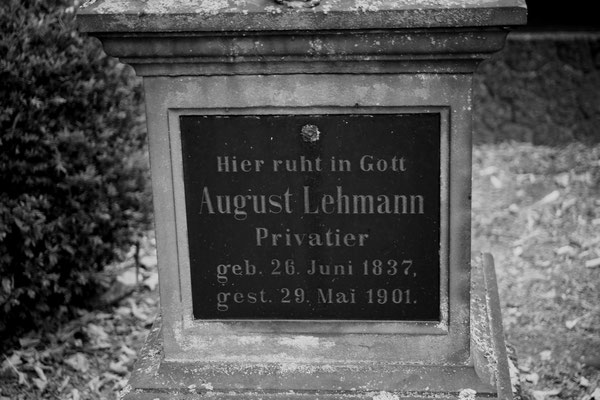 Hier ruht in Gott
August Lehmann
Privatier
geb. 26. Juni 1837,
gest. 29. Mai 1901.